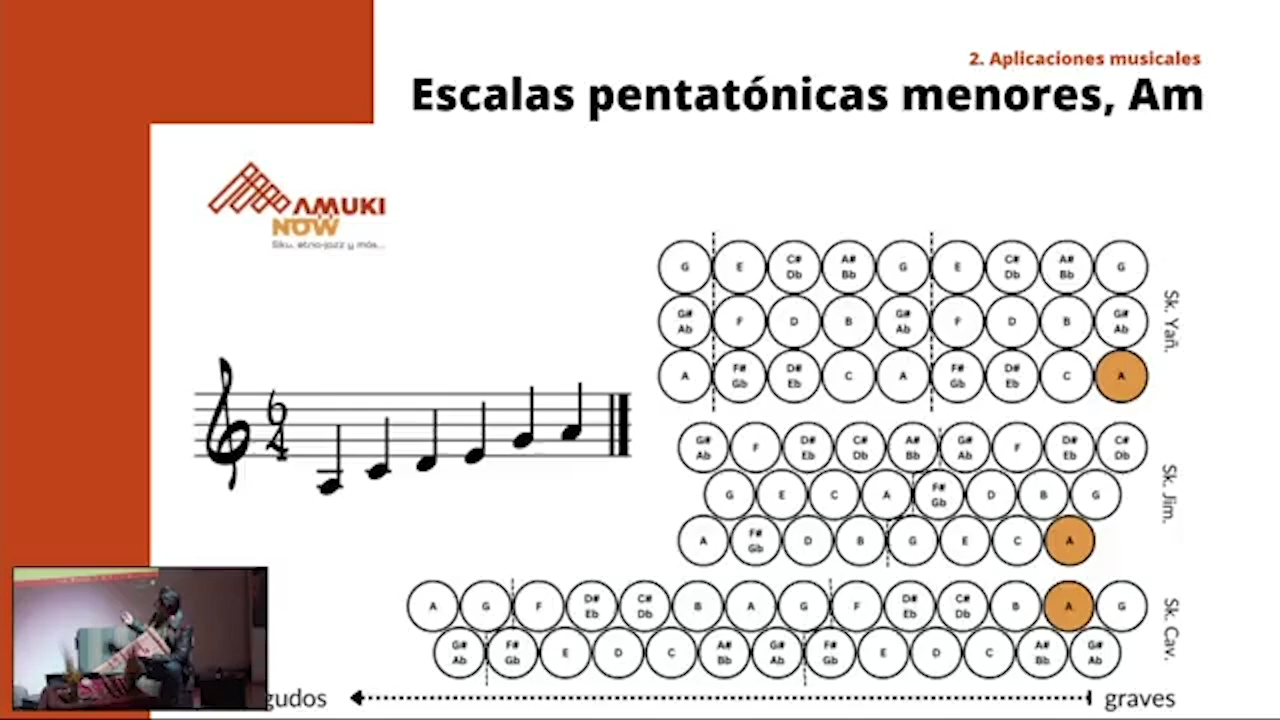 2. Aplicaciones musicales
Escalas pentatónicas menores, Am
AMUKI
NOW
Siku, etno-jazz y más...
6
4
G E C# Db A# Bb G E C# Db A# Bb G
G# Ab F D B G# Ab F D B G# Ab
A F# Gb D# Eb C A F# Gb D# Eb C A
Sk. Yañ.
G# Ab F D# Eb C# Db A# Bb G# Ab F D# Eb C# Db
G E C A F# Gb D B G
A F# Gb D B G E C A
Sk. Jim.
A G F D# Eb C# Db B A G F D# Eb C# Db B A G
G# Ab F# Gb E D C A# Bb G# Ab F# Gb E D C A# Bb G# Ab
Sk. Cav.
gudos
graves